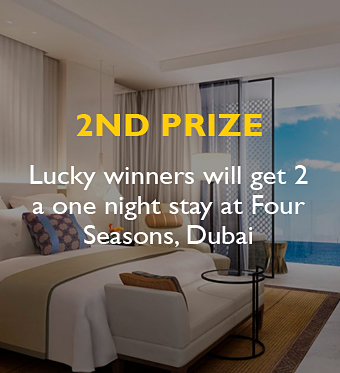 2ND PRIZE
Lucky winners will get 2
a one night stay at Four
Seasons, Dubai